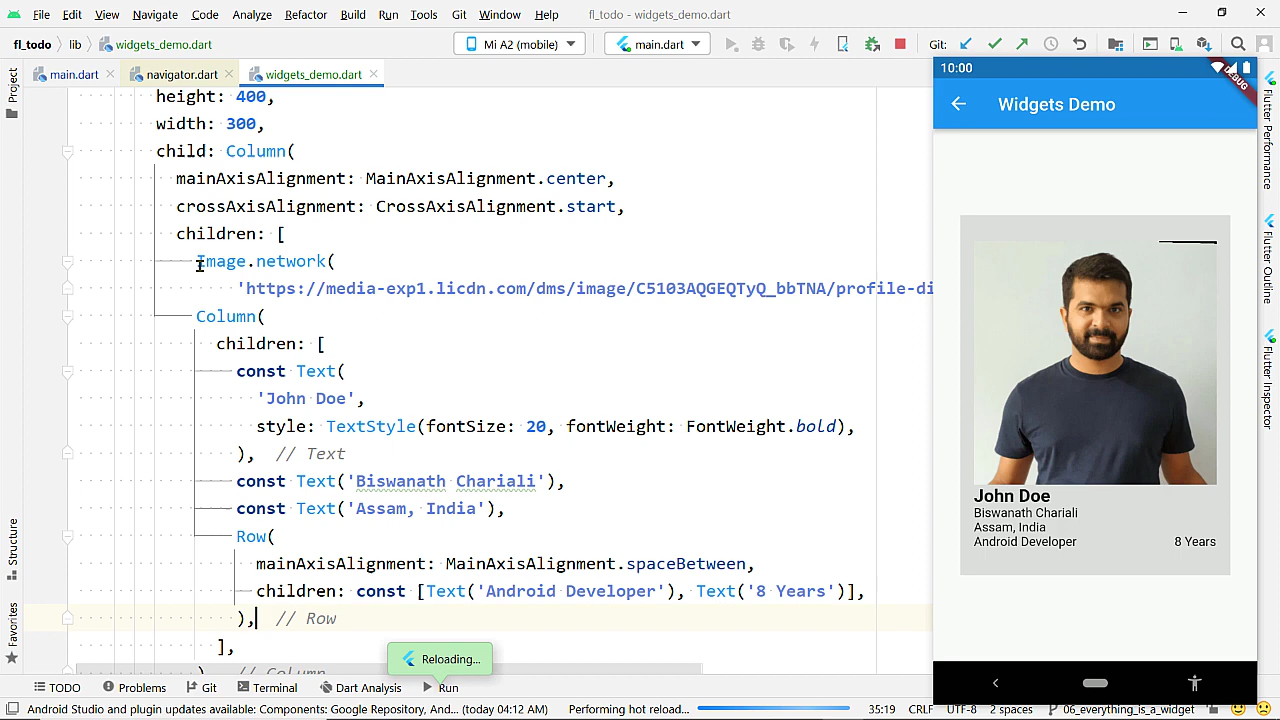 File Edit View Navigate Code Analyze Refactor Build Run Tools Git Window Help fl_todo - widgets_demo.dart
fl_todo lib widgets_demo.dart Mi A2 (mobile) main.dart Git:
main.dart navigator.dart widgets_demo.dart
Project
Structure
Favorites
height: 400,
width: 300,
child: Column(
mainAxisAlignment: MainAxisAlignment.center,
crossAxisAlignment: CrossAxisAlignment.start,
children: [
Image.network(
'https://media-exp1.licdn.com/dms/image/C5103AQGEQTyQ_bbTNA/profile-di
Column(
children: [
const Text(
'John Doe',
style: TextStyle(fontSize: 20, fontWeight: FontWeight.bold),
), // Text
const Text('Biswanath Chariali'),
const Text('Assam, India'),
Row(
mainAxisAlignment: MainAxisAlignment.spaceBetween,
children: const [Text('Android Developer'), Text('8 Years')],
), // Row
],
) // Column
Reloading...
10:00
DEBUG
Widgets Demo
John Doe
Biswanath Chariali
Assam, India
Android Developer 8 Years
Flutter Performance
Flutter Outline
Flutter Inspector
TODO Problems Git Terminal Dart Analysis Run
Android Studio and plugin updates available: Components: Google Repository, And... (today 04:12 AM) Performing hot reload... 35:19 CRLF UTF-8 2 spaces 06_everything_is_a_widget